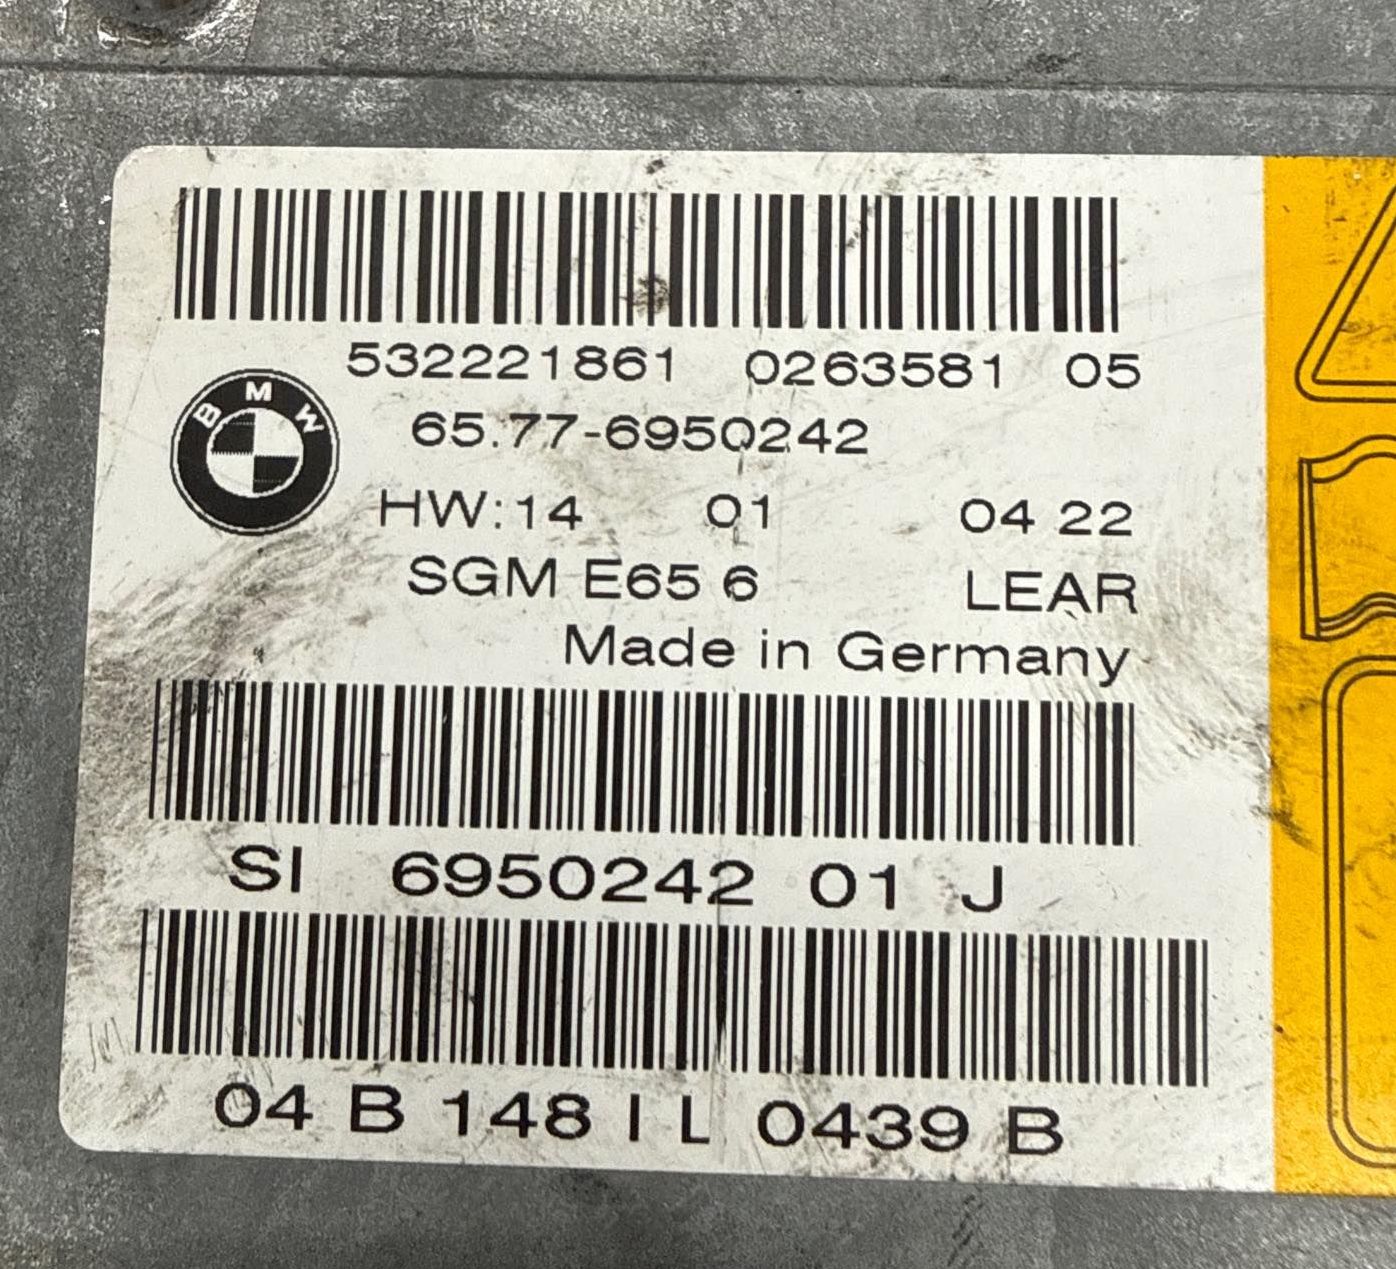 532221861 0263581 05
BMW
65.77-6950242
HW:14 01 04 22
SGM E65 6 LEAR
Made in Germany
SI 6950242 01 J
04 B 148 I L 0439 B